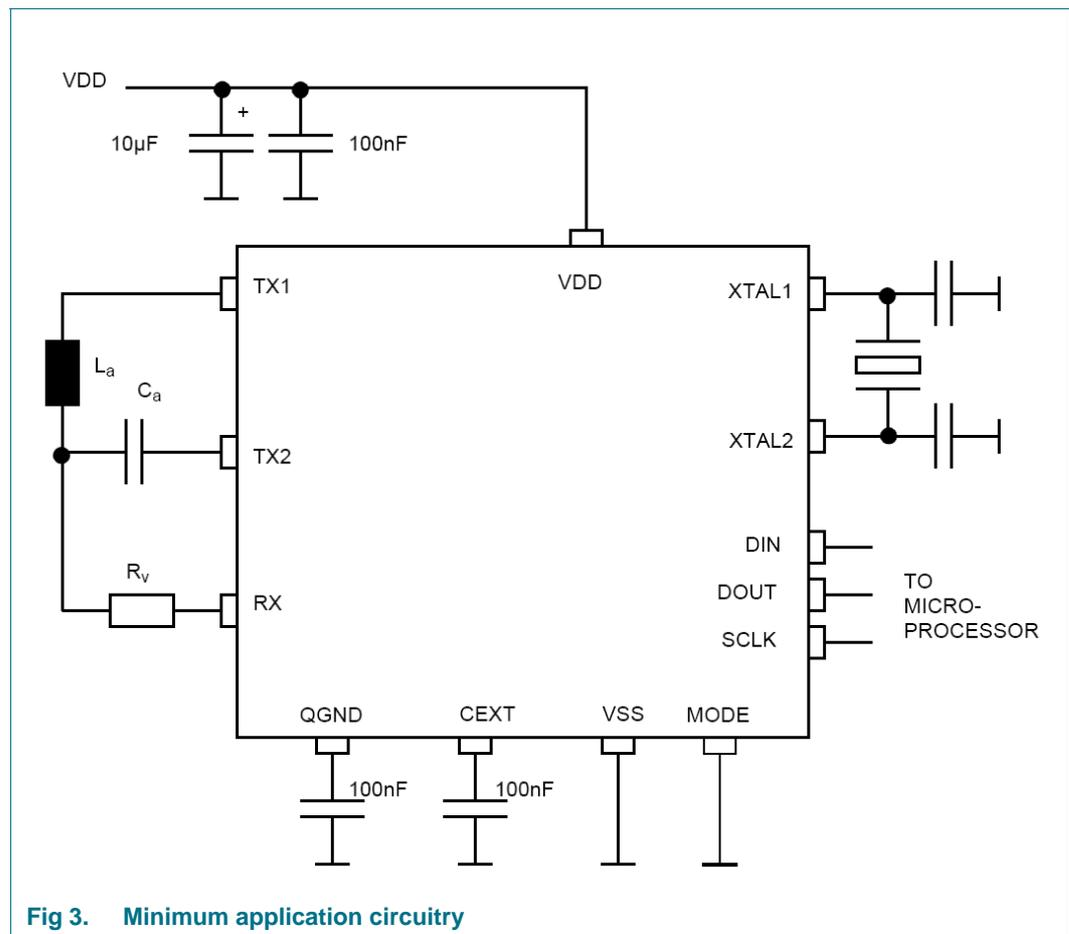 VDD
+
10µF
100nF
TX1
VDD
XTAL1
La
Ca
TX2
XTAL2
DIN
Rv
RX
DOUT
TO
MICRO-
PROCESSOR
SCLK
QGND
CEXT
VSS
MODE
100nF
100nF
Fig 3. Minimum application circuitry